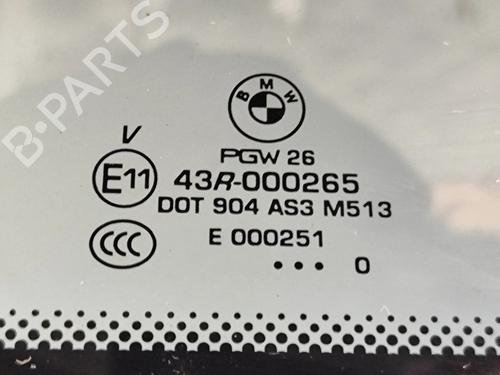 B-PARTS
BMW
PGW 26
V
E11
43R-000265
DOT 904 AS3 M513
CCC
E 000251
••• 0